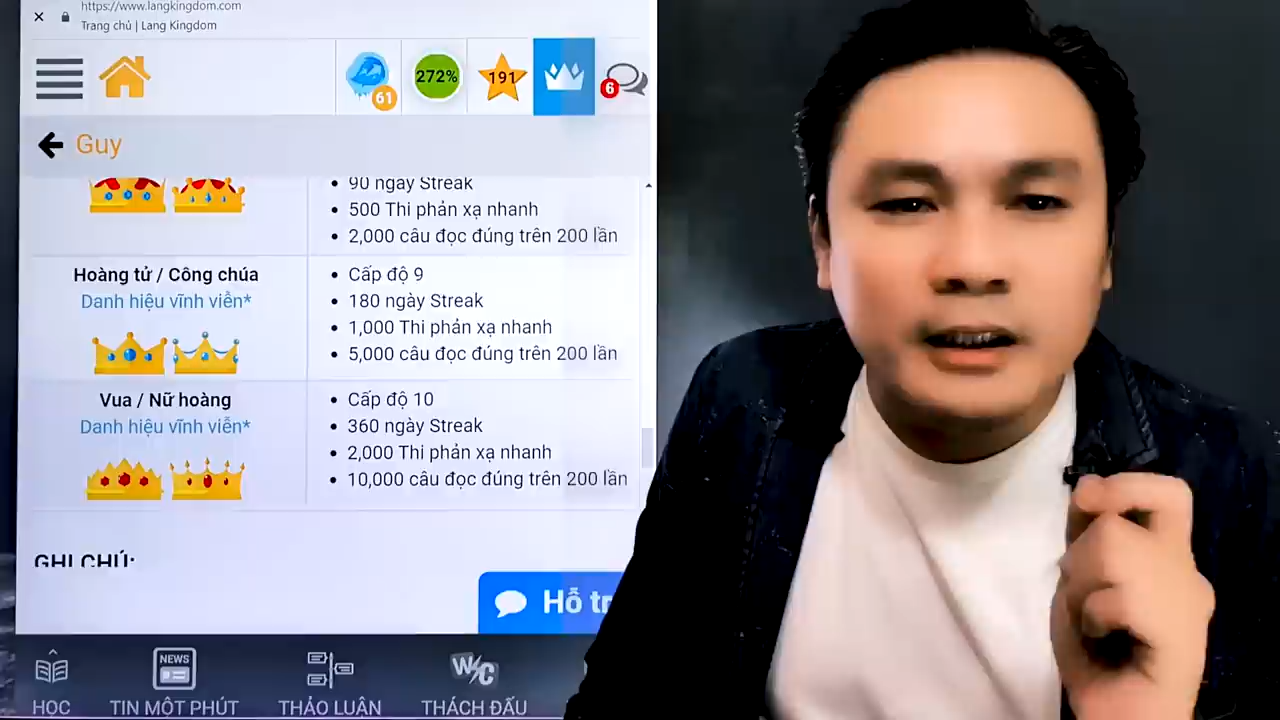 https://www.langkingdom.com
Trang chủ | Lang Kingdom
61
272%
191
6
Guy
90 ngày Streak
500 Thi phản xạ nhanh
2,000 câu đọc đúng trên 200 lần
Hoàng tử / Công chúa
Danh hiệu vĩnh viễn*
Cấp độ 9
180 ngày Streak
1,000 Thi phản xạ nhanh
5,000 câu đọc đúng trên 200 lần
Vua / Nữ hoàng
Danh hiệu vĩnh viễn*
Cấp độ 10
360 ngày Streak
2,000 Thi phản xạ nhanh
10,000 câu đọc đúng trên 200 lần
GHI CHÚ:
Hỗ tr
NEWS
W/C
HỌC
TIN MỘT PHÚT
THẢO LUẬN
THÁCH ĐẤU